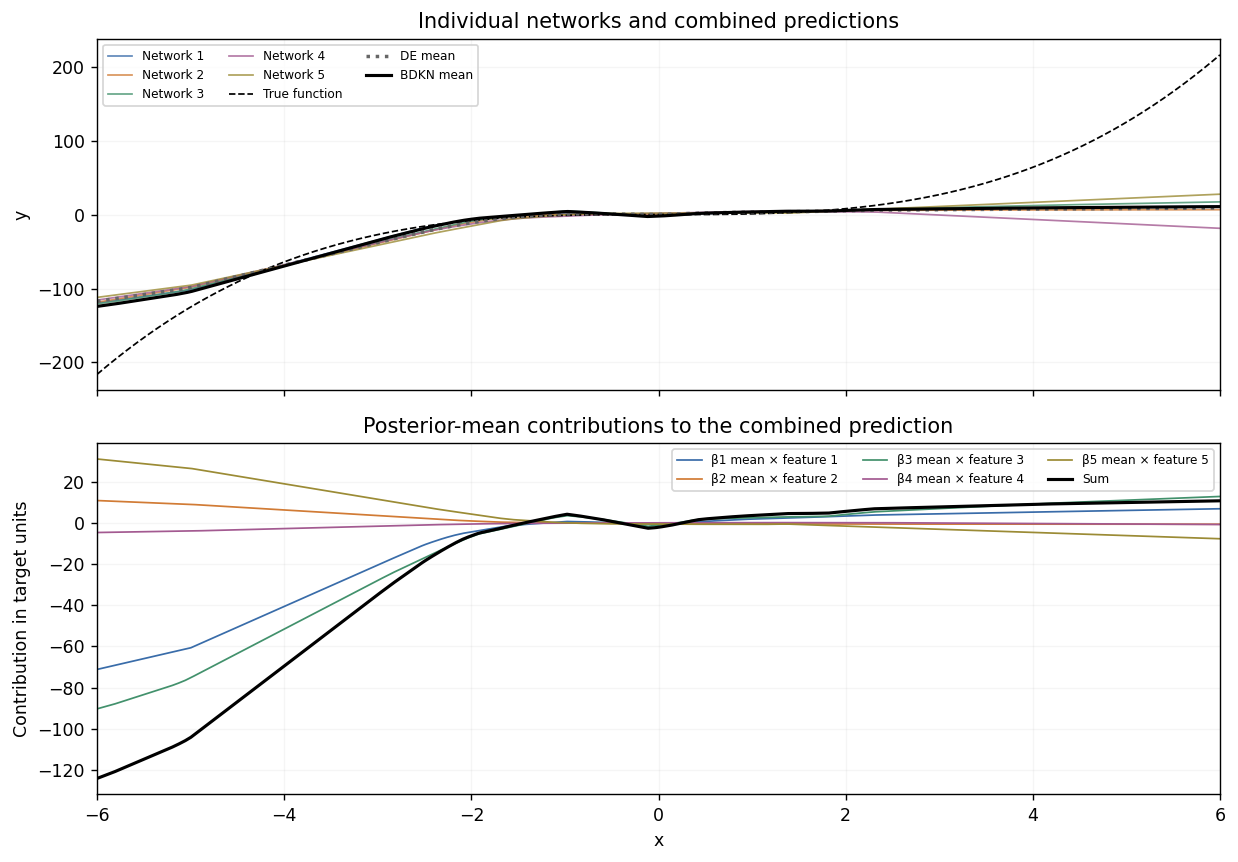 Individual networks and combined predictions
Network 1
Network 2
Network 3
Network 4
Network 5
True function
DE mean
BDKN mean
200
100
0
−100
−200
y
Posterior-mean contributions to the combined prediction
β1 mean × feature 1
β2 mean × feature 2
β3 mean × feature 3
β4 mean × feature 4
β5 mean × feature 5
Sum
20
0
−20
−40
−60
−80
−100
−120
Contribution in target units
−6
−4
−2
0
2
4
6
x